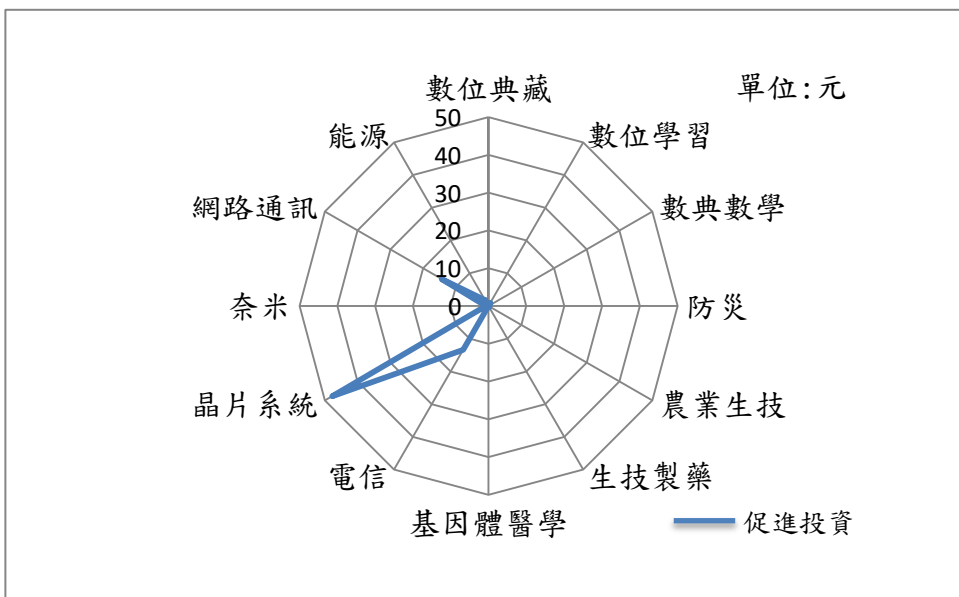 數位典藏
單位:元
50
能源
數位學習
40
30
網路通訊
數典數學
20
10
奈米
0
防災
晶片系統
農業生技
電信
生技製藥
基因體醫學
促進投資